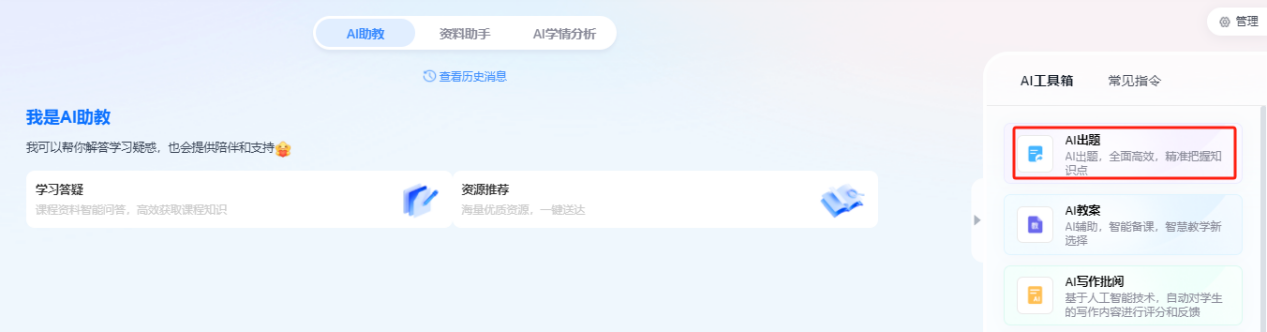 AI助教 资料助手 AI学情分析
管理
查看历史消息
我是AI助教
我可以帮你解答学习疑惑，也会提供陪伴和支持
学习答疑
课程资料智能问答，高效获取课程知识
资源推荐
海量优质资源，一键送达
AI工具箱 常见指令
AI出题
AI出题，全面高效，精准把握知
识点
AI教案
AI辅助，智能备课，智慧教学新
选择
AI写作批阅
基于人工智能技术，自动对学生
的写作内容进行评分和反馈